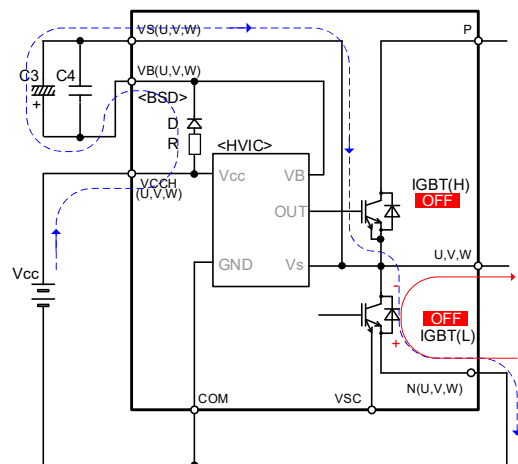 VS(U,V,W)
P
C3
C4
+
VB(U,V,W)
<BSD>
D
R
<HVIC>
VCCH
(U,V,W)
Vcc
VB
OUT
GND
Vs
IGBT(H)
OFF
U,V,W
Vcc
-
OFF
IGBT(L)
+
N(U,V,W)
COM
VSC